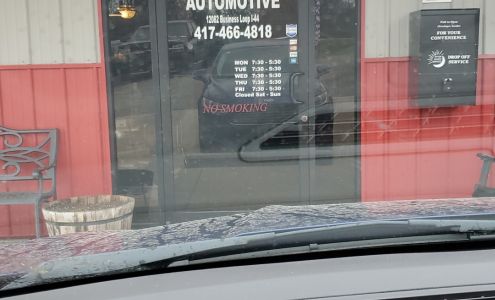 AUTOMOTIVE
12082 Business Loop I-44
417-466-4818
MON 7:30 - 5:30
TUE 7:30 - 5:30
WED 7:30 - 5:30
THU 7:30 - 5:30
FRI 7:30 - 5:30
Closed Sat - Sun
NO SMOKING
FOR YOUR
CONVENIENCE
DROP OFF
SERVICE